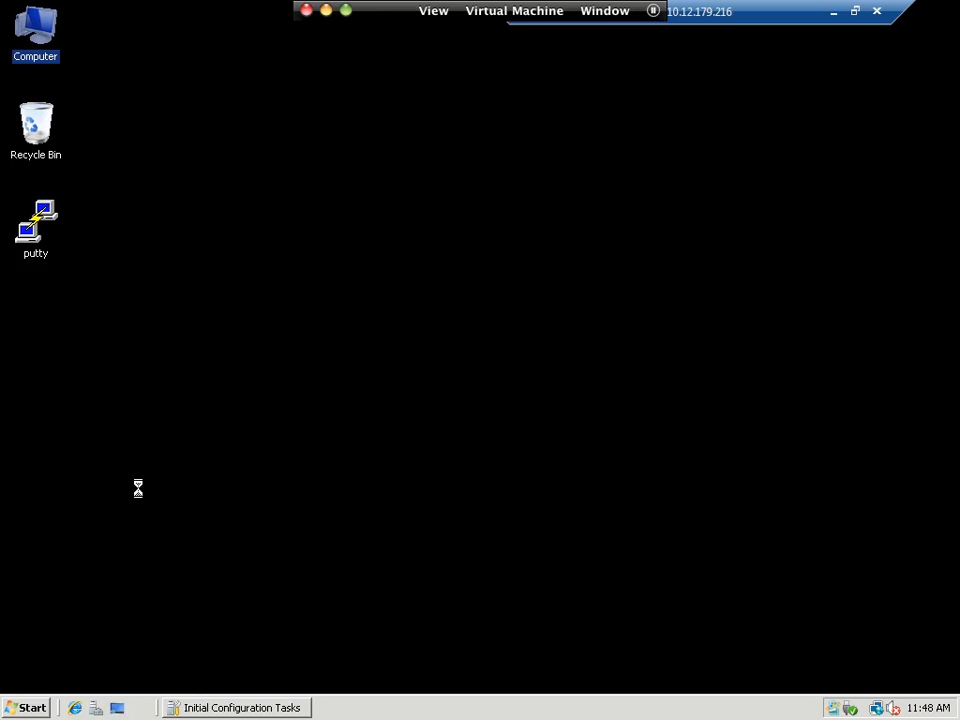 View Virtual Machine Window 10.12.179.216
Computer
Recycle Bin
putty
Start Initial Configuration Tasks 11:48 AM